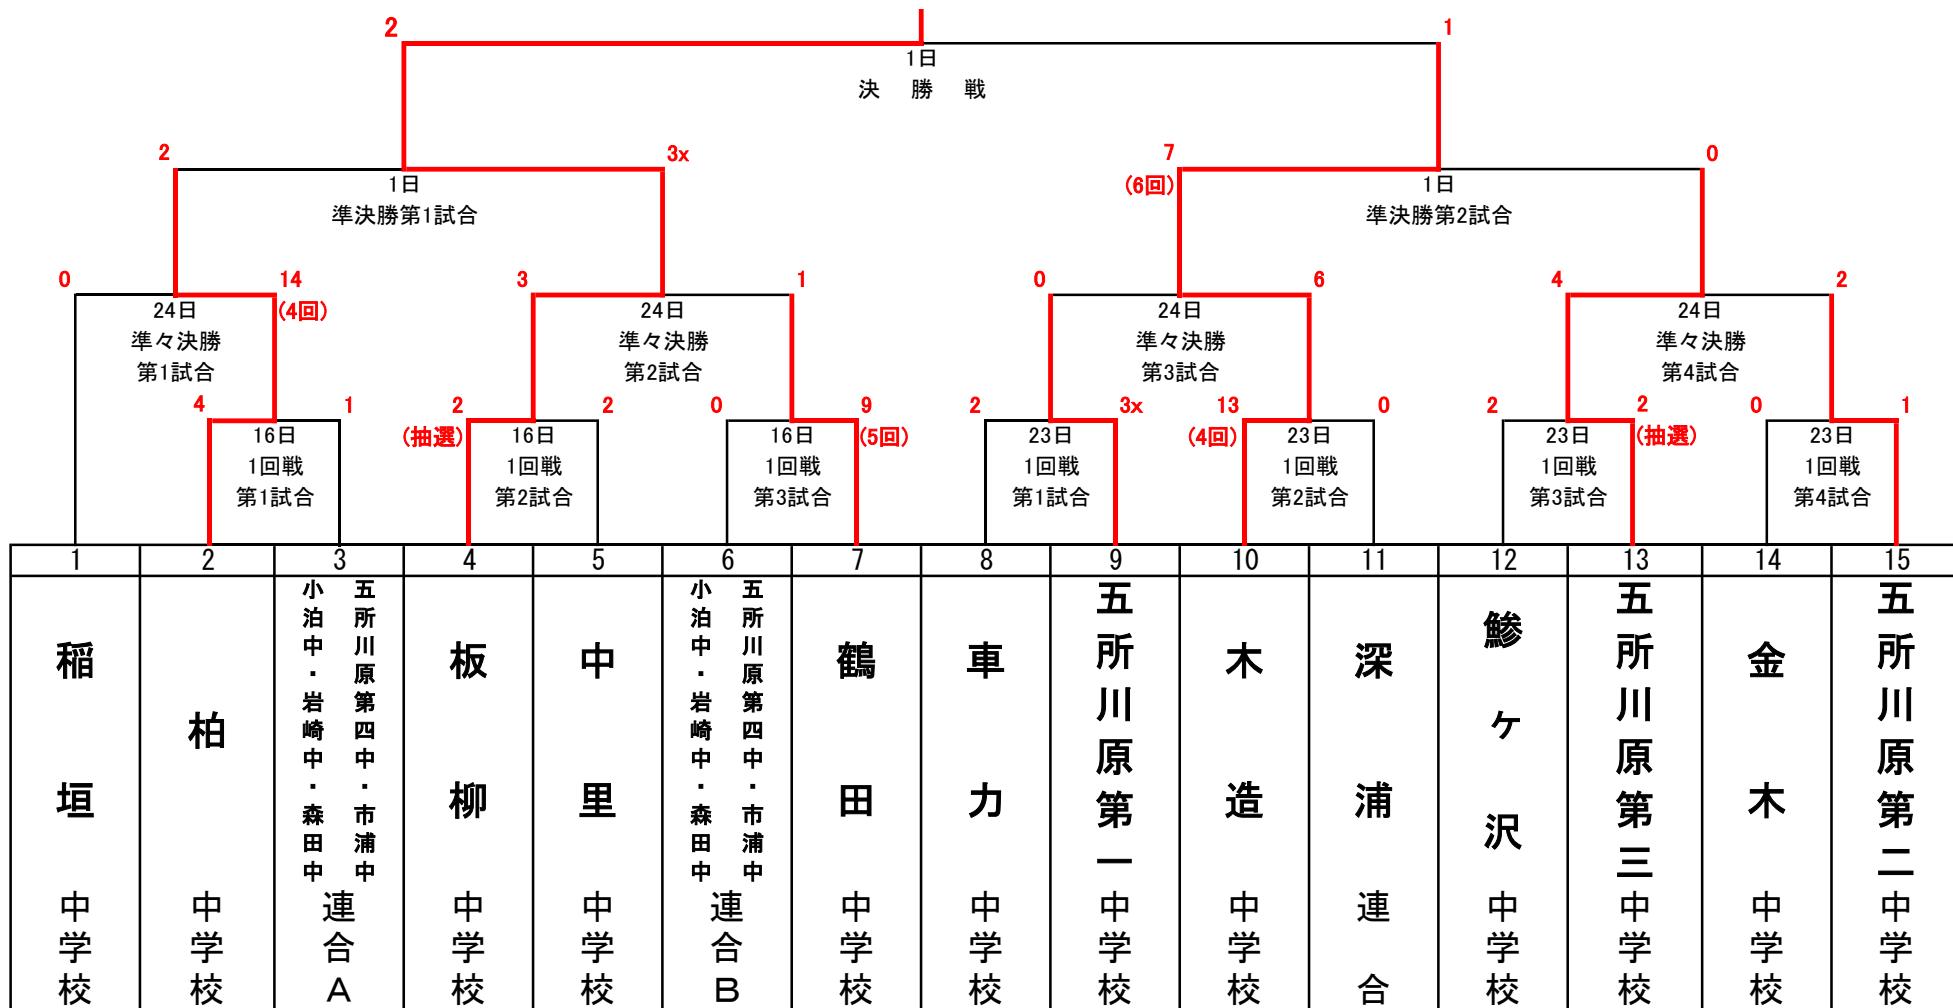 2
1
1日
決　勝　戦
2
3x
7
(6回)
0
1日
準決勝第1試合
1日
準決勝第2試合
0
14
(4回)
3
1
0
6
4
2
24日
準々決勝
第1試合
24日
準々決勝
第2試合
24日
準々決勝
第3試合
24日
準々決勝
第4試合
4
1
2
(抽選)
2
0
9
(5回)
2
3x
13
(4回)
0
2
2
(抽選)
0
1
16日
1回戦
第1試合
16日
1回戦
第2試合
16日
1回戦
第3試合
23日
1回戦
第1試合
23日
1回戦
第2試合
23日
1回戦
第3試合
23日
1回戦
第4試合
1
2
3
4
5
6
7
8
9
10
11
12
13
14
15
稲垣中学校
柏中学校
五所川原第四中・市浦中
小泊中・岩崎中・森田中
連合A
板柳中学校
中里中学校
五所川原第四中・市浦中
小泊中・岩崎中・森田中
連合B
鶴田中学校
車力中学校
五所川原第一中学校
木造中学校
深浦連合
鯵ケ沢中学校
五所川原第三中学校
金木中学校
五所川原第二中学校